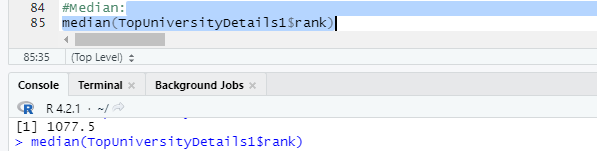 84 #Median:
85 median(TopUniversityDetails1$rank)
85:35 (Top Level)
Console Terminal Background Jobs
R 4.2.1 · ~/
[1] 1077.5
> median(TopUniversityDetails1$rank)